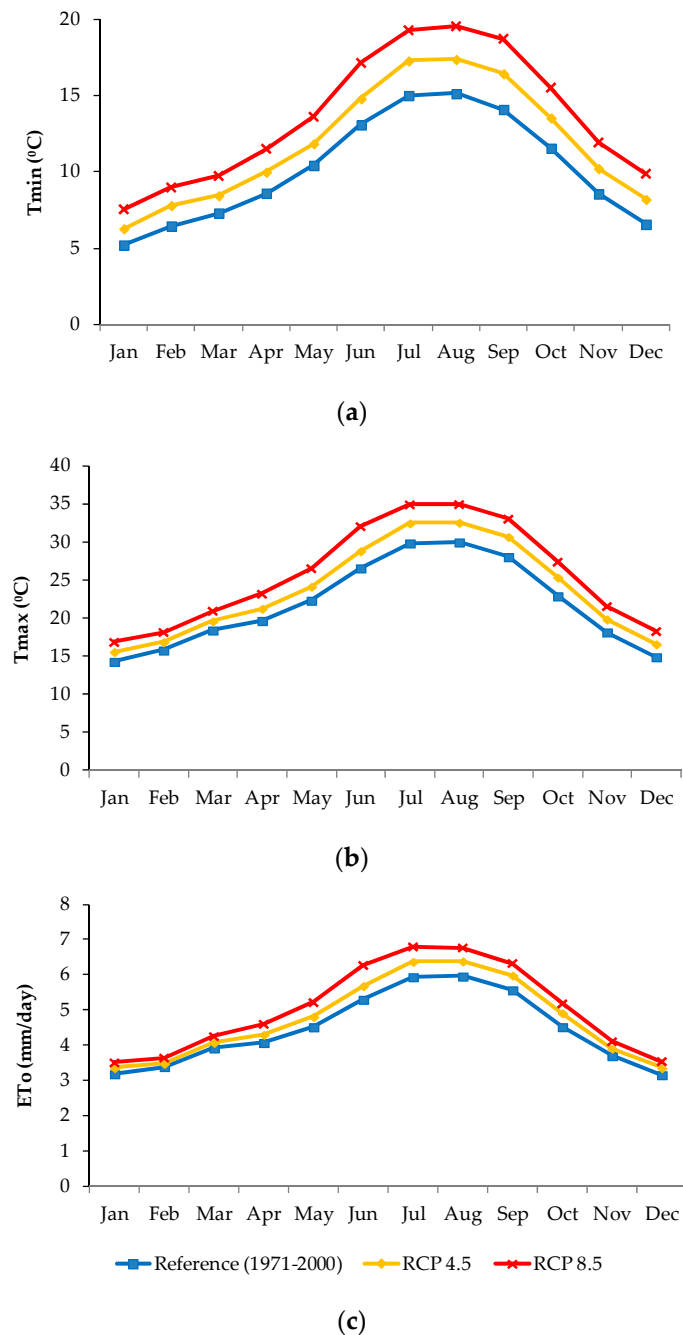 20
15
10
5
0
Tmin (⁰C)
Jan Feb Mar Apr May Jun Jul Aug Sep Oct Nov Dec
(a)
40
35
30
25
20
15
10
5
0
Tmax (⁰C)
Jan Feb Mar Apr May Jun Jul Aug Sep Oct Nov Dec
(b)
8
7
6
5
4
3
2
1
0
ETo (mm/day)
Jan Feb Mar Apr May Jun Jul Aug Sep Oct Nov Dec
Reference (1971-2000) RCP 4.5 RCP 8.5
(c)